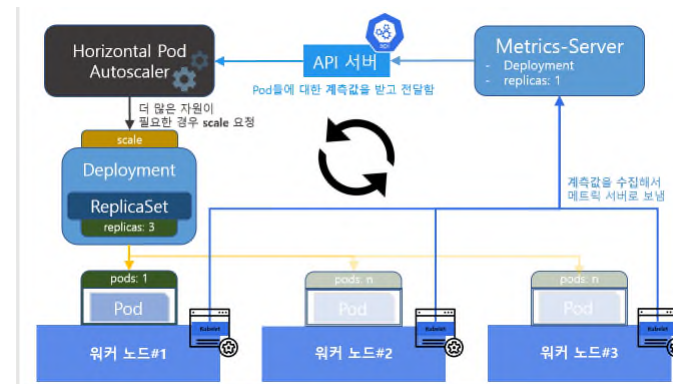 Horizontal Pod
Autoscaler
API 서버
API
Metrics-Server
- Deployment
- replicas: 1
Pod들에 대한 계측값을 받고 전달함
더 많은 자원이
필요한 경우 scale 요청
scale
Deployment
ReplicaSet
replicas: 3
계측값을 수집해서
메트릭 서버로 보냄
pods: 1
Pod
pods: n
Pod
pods: n
Pod
Kubelet
Kubelet
Kubelet
워커 노드#1
워커 노드#2
워커 노드#3